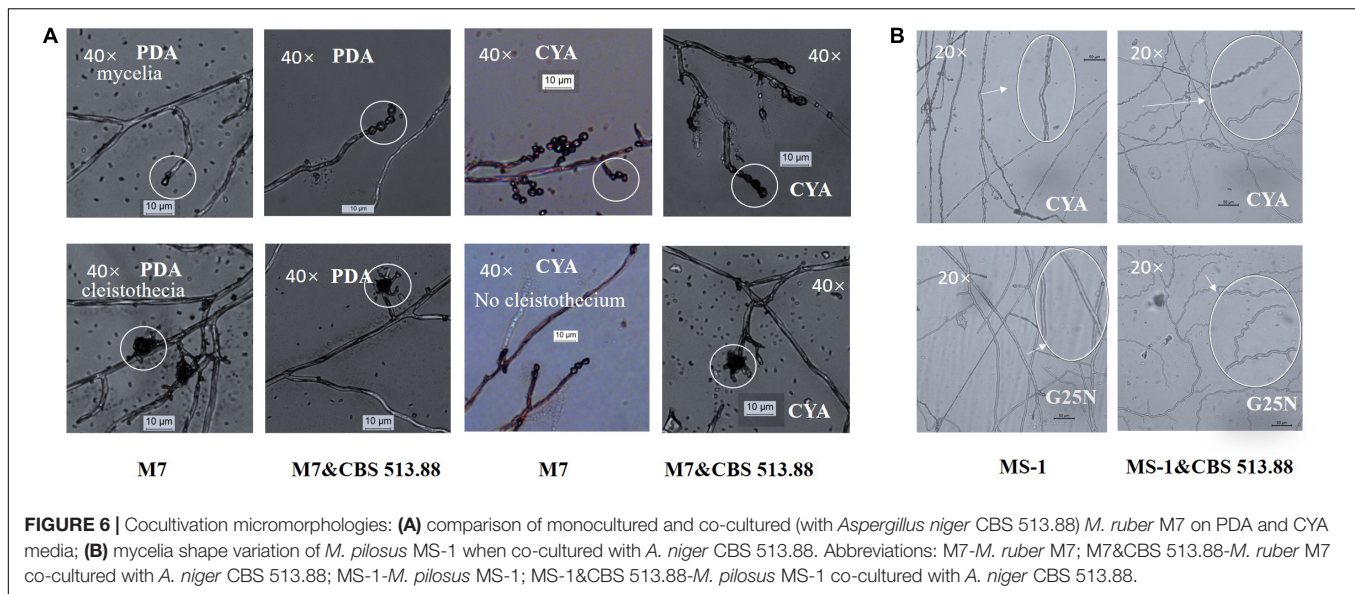 A
B
40× PDA
mycelia
10 µm
40× PDA
10 µm
40× CYA
10 µm
40×
10 µm
CYA
20×
CYA
20×
CYA
40× PDA
cleistothecia
10 µm
40× PDA
10 µm
40× CYA
No cleistothecium
10 µm
40×
10 µm
CYA
20×
G25N
20×
G25N
M7
M7&CBS 513.88
M7
M7&CBS 513.88
MS-1
MS-1&CBS 513.88
FIGURE 6 | Cocultivation micromorphologies: (A) comparison of monocultured and co-cultured (with Aspergillus niger CBS 513.88) M. ruber M7 on PDA and CYA
media; (B) mycelia shape variation of M. pilosus MS-1 when co-cultured with A. niger CBS 513.88. Abbreviations: M7-M. ruber M7; M7&CBS 513.88-M. ruber M7
co-cultured with A. niger CBS 513.88; MS-1-M. pilosus MS-1; MS-1&CBS 513.88-M. pilosus MS-1 co-cultured with A. niger CBS 513.88.